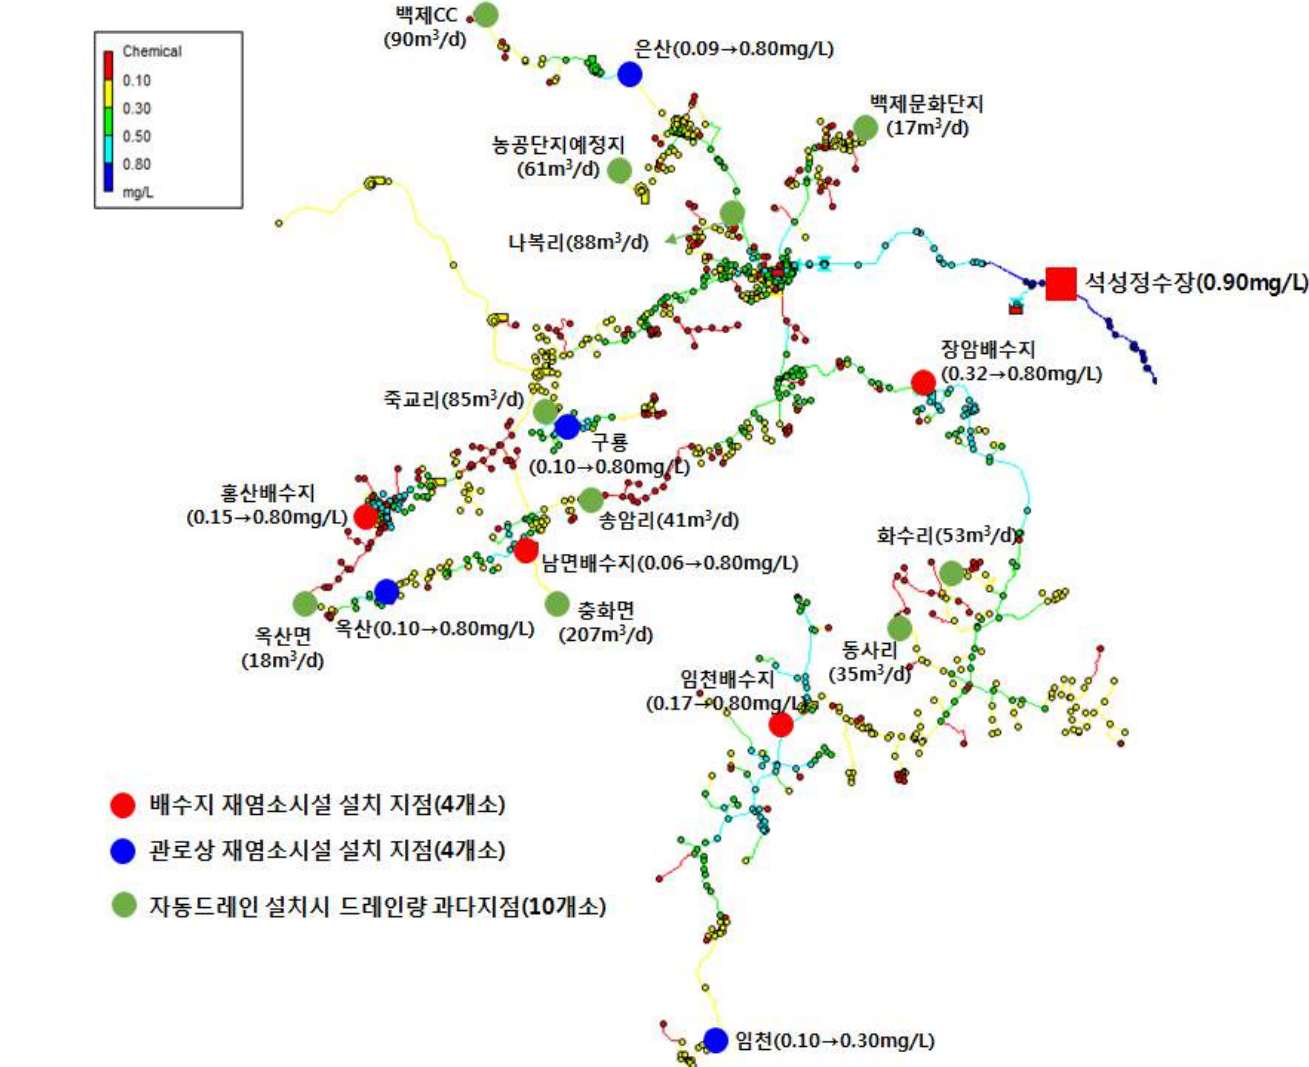 Chemical
0.10
0.30
0.50
0.80
mg/L
백제CC
(90m³/d)
은산(0.09→0.80mg/L)
백제문화단지
(17m³/d)
농공단지예정지
(61m³/d)
나복리(88m³/d)
석성정수장(0.90mg/L)
장암배수지
(0.32→0.80mg/L)
죽교리(85m³/d)
구룡
(0.10→0.80mg/L)
홍산배수지
(0.15→0.80mg/L)
송암리(41m³/d)
화수리(53m³/d)
남면배수지(0.06→0.80mg/L)
충화면
(207m³/d)
옥산(0.10→0.80mg/L)
옥산면
(18m³/d)
동사리
(35m³/d)
임천배수지
(0.17→0.80mg/L)
배수지 재염소시설 설치 지점(4개소)
관로상 재염소시설 설치 지점(4개소)
자동드레인 설치시 드레인량 과다지점(10개소)
임천(0.10→0.30mg/L)